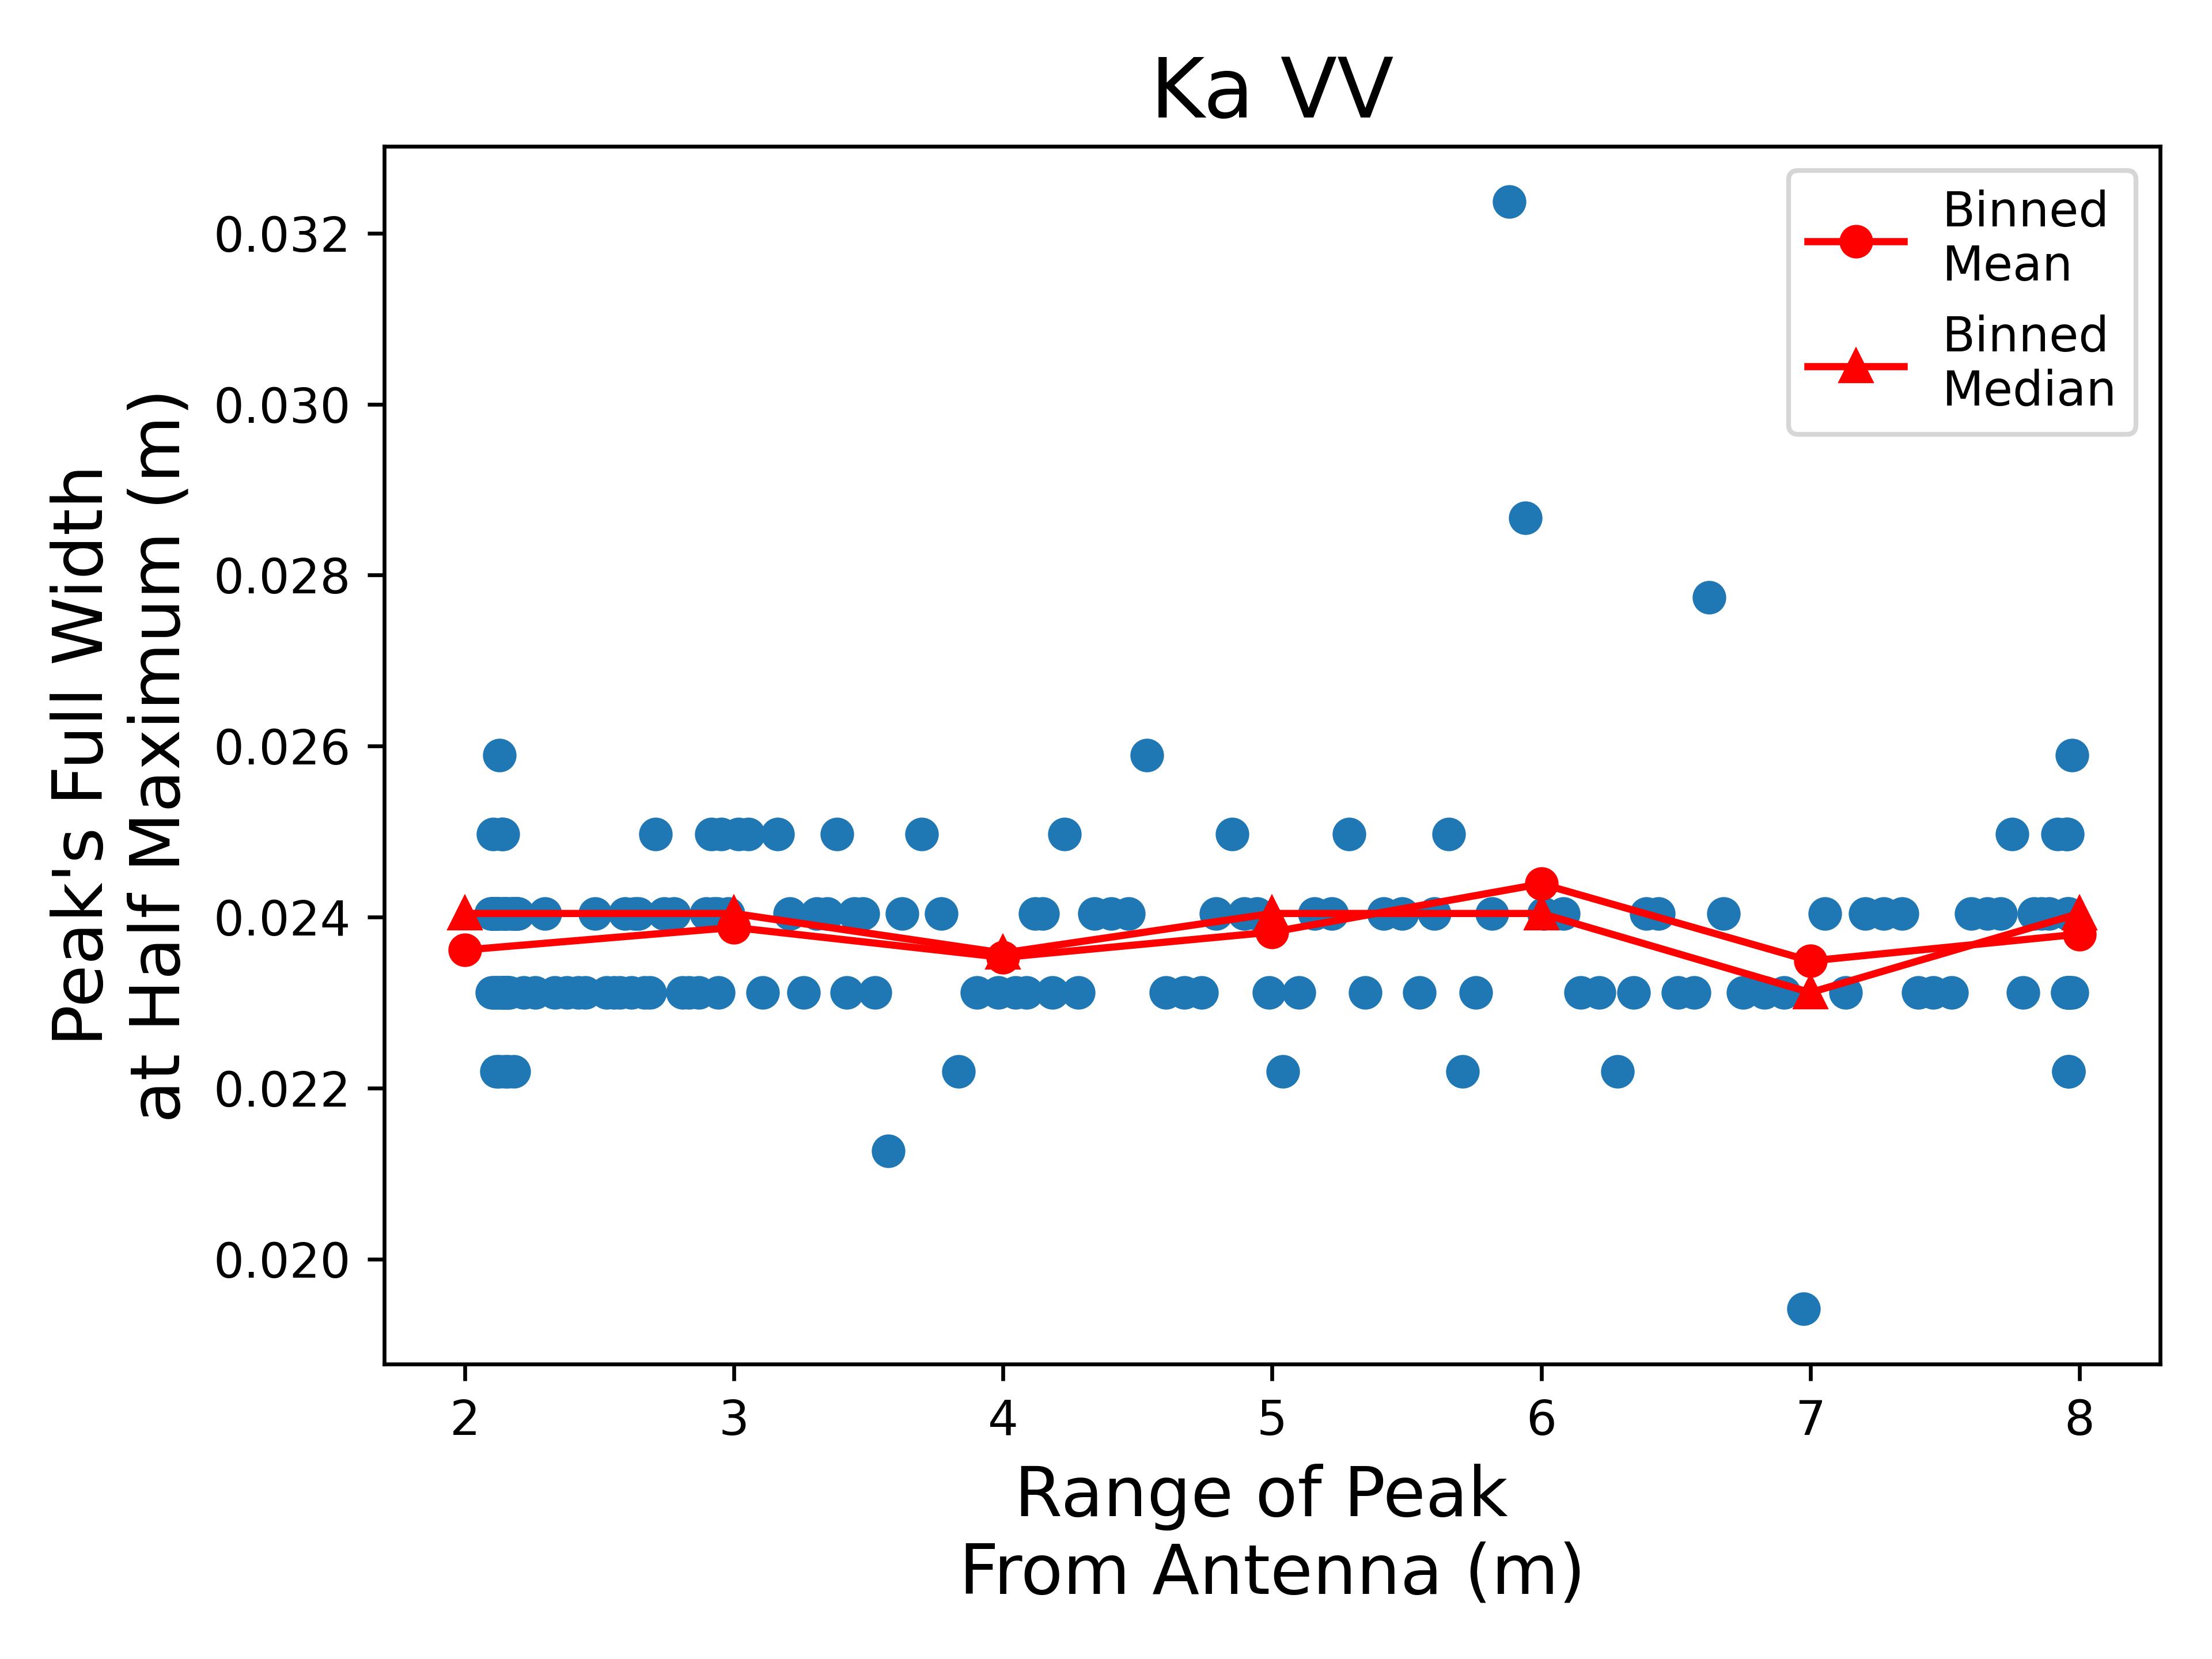 Ka VV
Binned
Mean
Binned
Median
Peak's Full Width
at Half Maximum (m)
0.032
0.030
0.028
0.026
0.024
0.022
0.020
2 3 4 5 6 7 8
Range of Peak
From Antenna (m)